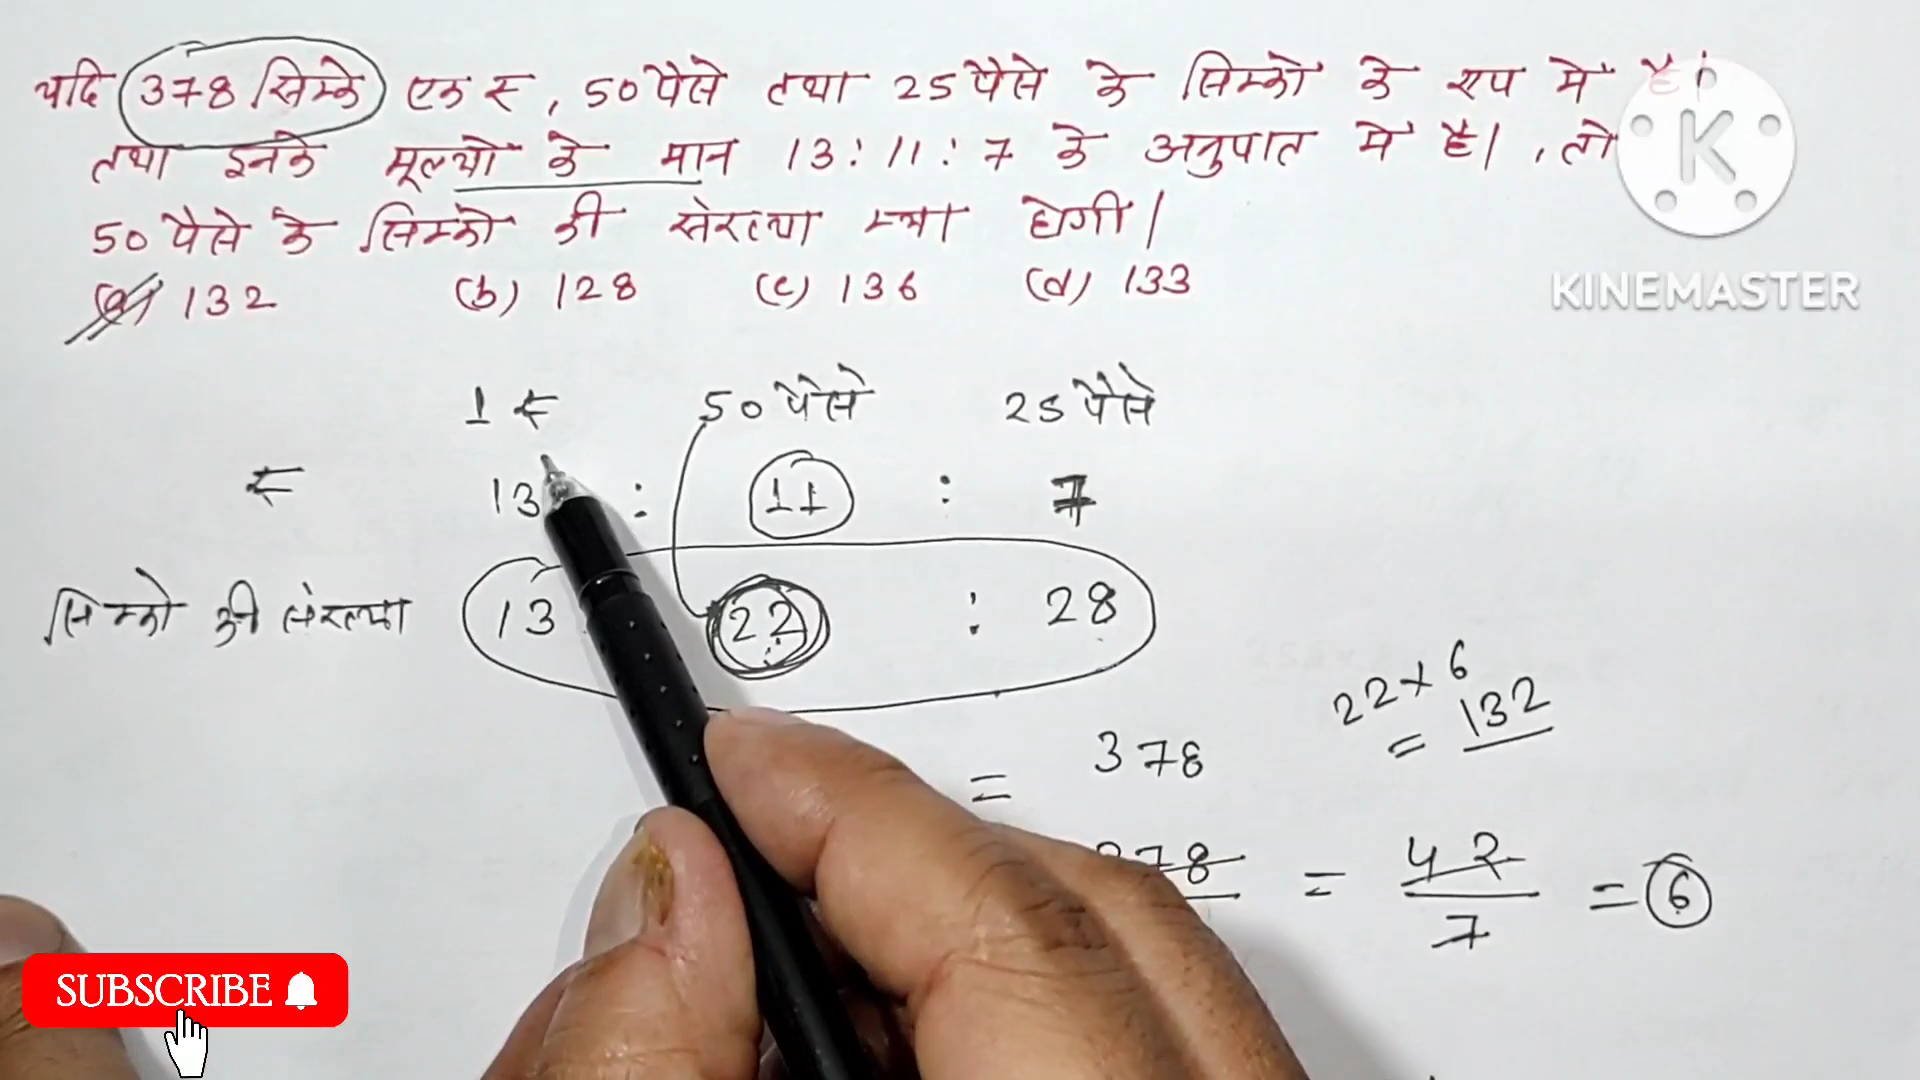 यदि 378 सिक्के एक ₹, 50 पैसे तथा 25 पैसे के सिक्को के रुप मे है।
तथा इनके मूल्यो के मान 13 : 11 : 7 के अनुपात मे है। , तो
50 पैसे के सिक्को की संख्या क्या होगी।
(a) 132 (b) 128 (c) 136 (d) 133
K
KINEMASTER
1 ₹ 50 पैसे 25 पैसे
₹ 13 : 11 : 7
सिक्को की संख्या 13 22 : 28
22 × 6
= 132
= 378
378 = 42 = 6
7
SUBSCRIBE